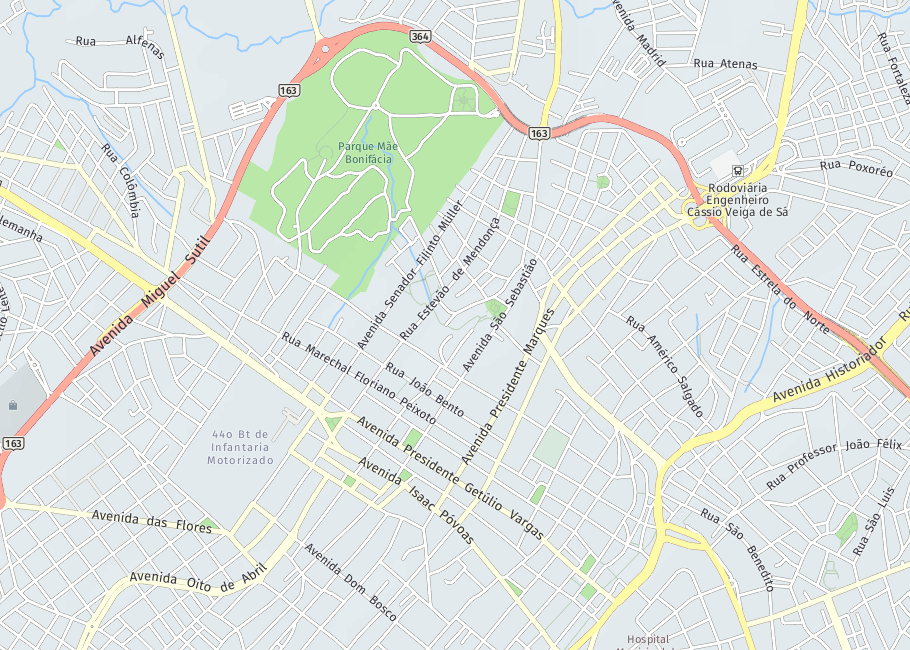 Avenida Madrid
364
Rua Alfenas
Rua Fortaleza
Rua Atenas
163
163
Rua Colômbia
Parque Mãe
Bonifácia
Rua Poxoréo
Rodoviária
Engenheiro
Cássio Veiga de Sá
lemanha
Avenida Miguel Sutil
Avenida Senador Filinto Müller
Rua Estevão de Mendonça
Avenida São Sebastião
Rua Estrela do Norte
Leite
Avenida Presidente Marques
Rua Américo Salgado
Avenida Historiador
Rua Marechal Floriano Peixoto
Rua João Bento
44o Bt de
Infantaria
Motorizado
163
Avenida Presidente Getúlio Vargas
Avenida Isaac Póvoas
Rua Professor João Félix
Rua São Luis
Avenida das Flores
Rua São Benedito
Avenida Oito de Abril
Avenida Dom Bosco
Hospital